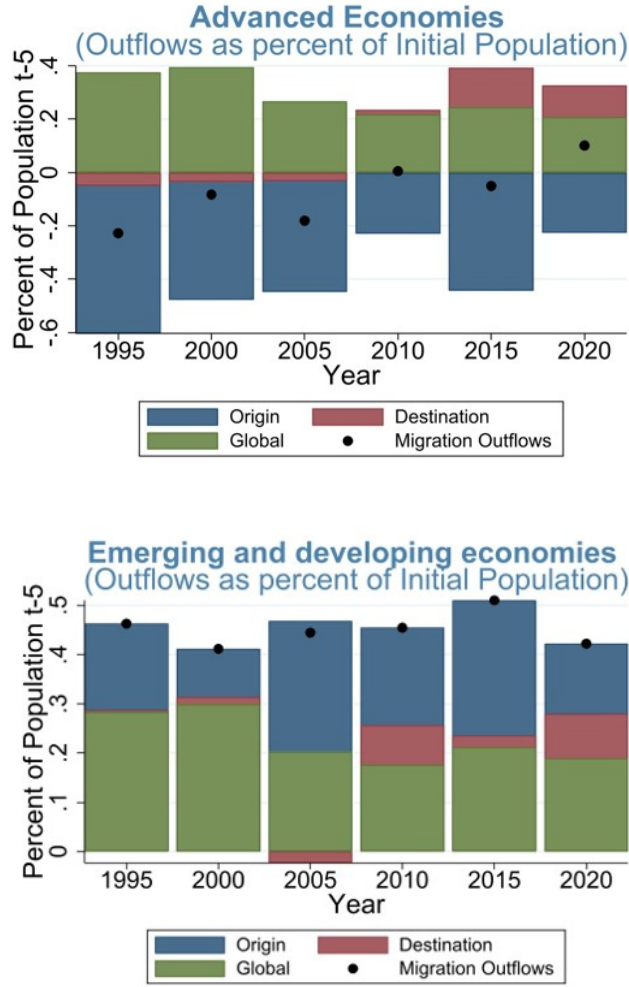 Advanced Economies
(Outflows as percent of Initial Population)
Percent of Population t-5
.4
.2
0
-.2
-.4
-.6
1995 2000 2005 2010 2015 2020
Year
Origin Destination
Global Migration Outflows
Emerging and developing economies
(Outflows as percent of Initial Population)
Percent of Population t-5
.5
.4
.3
.2
.1
0
1995 2000 2005 2010 2015 2020
Year
Origin Destination
Global Migration Outflows